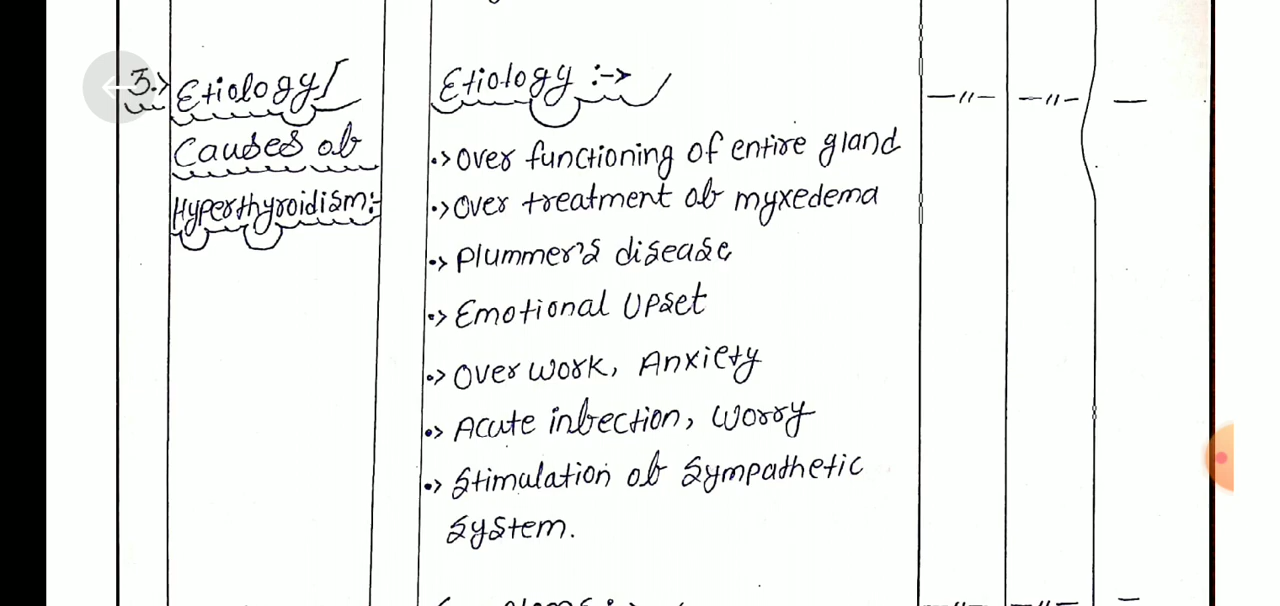 3.> Etiology/
Causes of
Hyperthyroidism:-
Etiology :->
.> Over functioning of entire gland
.> Over treatment of myxedema
.> Plummer's disease
.> Emotional Upset
.> Over work, Anxiety
.> Acute infection, Worry
.> Stimulation of Sympathetic
System.
—〃— —〃— —
—〃— —〃— —